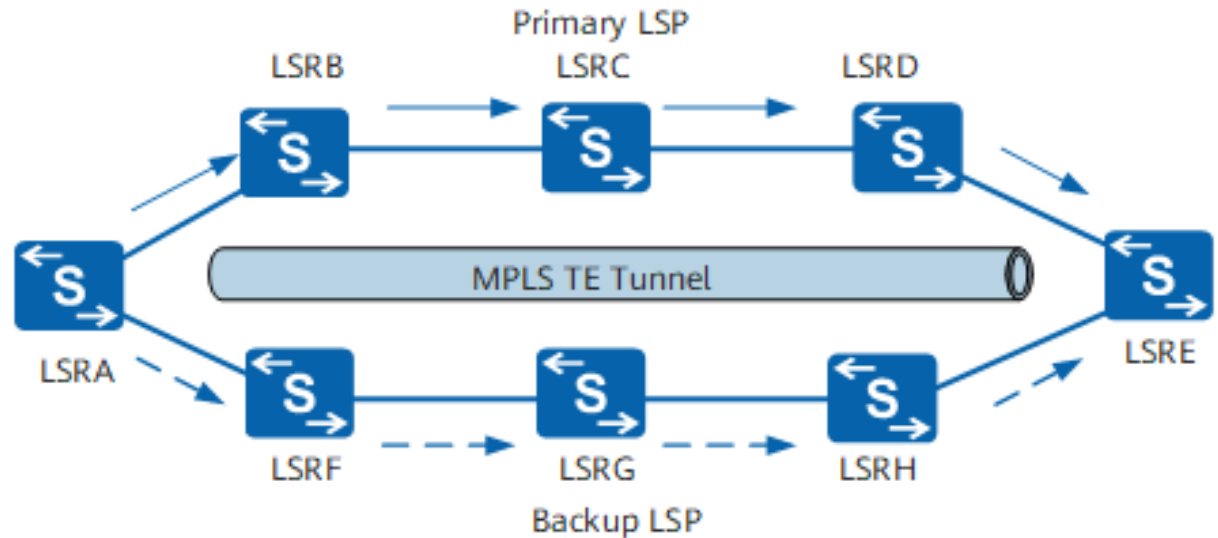 Primary LSP
LSRB
LSRC
LSRD
S
S
S
MPLS TE Tunnel
S
S
LSRA
LSRE
S
S
S
LSRF
LSRG
LSRH
Backup LSP